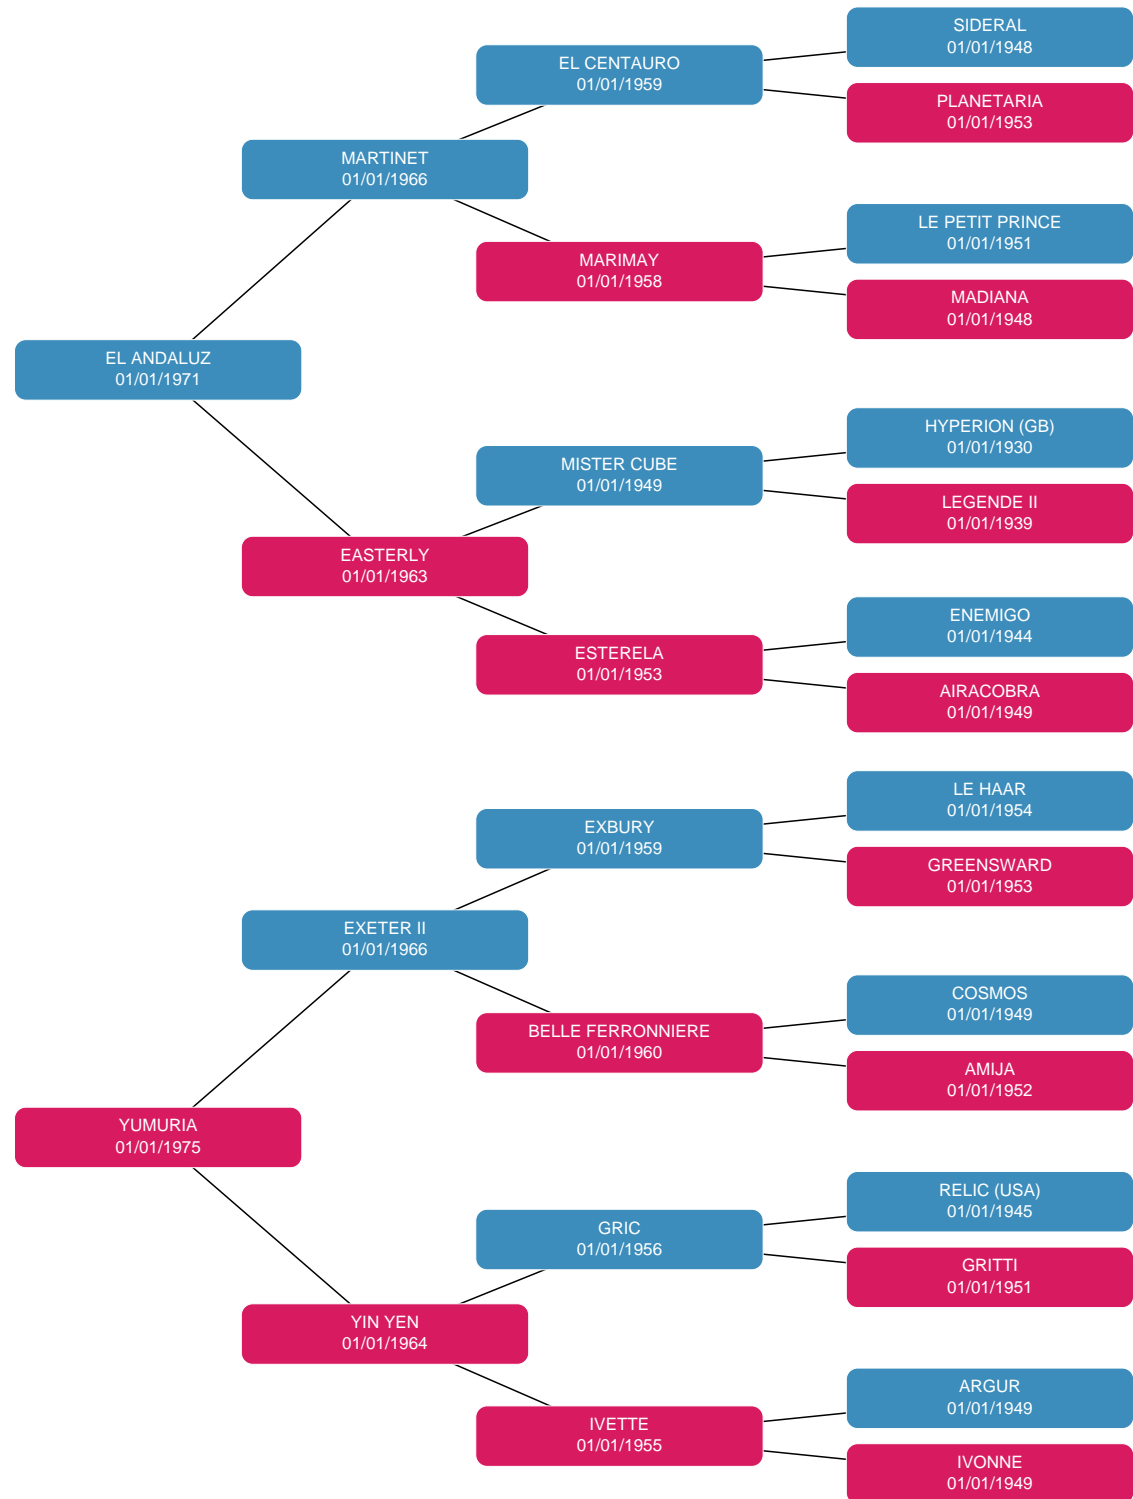 SIDERAL
01/01/1948
EL CENTAURO
01/01/1959
PLANETARIA
01/01/1953
MARTINET
01/01/1966
LE PETIT PRINCE
01/01/1951
MARIMAY
01/01/1958
MADIANA
01/01/1948
EL ANDALUZ
01/01/1971
HYPERION (GB)
01/01/1930
MISTER CUBE
01/01/1949
LEGENDE II
01/01/1939
EASTERLY
01/01/1963
ENEMIGO
01/01/1944
ESTERELA
01/01/1953
AIRACOBRA
01/01/1949
LE HAAR
01/01/1954
EXBURY
01/01/1959
GREENSWARD
01/01/1953
EXETER II
01/01/1966
COSMOS
01/01/1949
BELLE FERRONNIERE
01/01/1960
AMIJA
01/01/1952
YUMURIA
01/01/1975
RELIC (USA)
01/01/1945
GRIC
01/01/1956
GRITTI
01/01/1951
YIN YEN
01/01/1964
ARGUR
01/01/1949
IVETTE
01/01/1955
IVONNE
01/01/1949